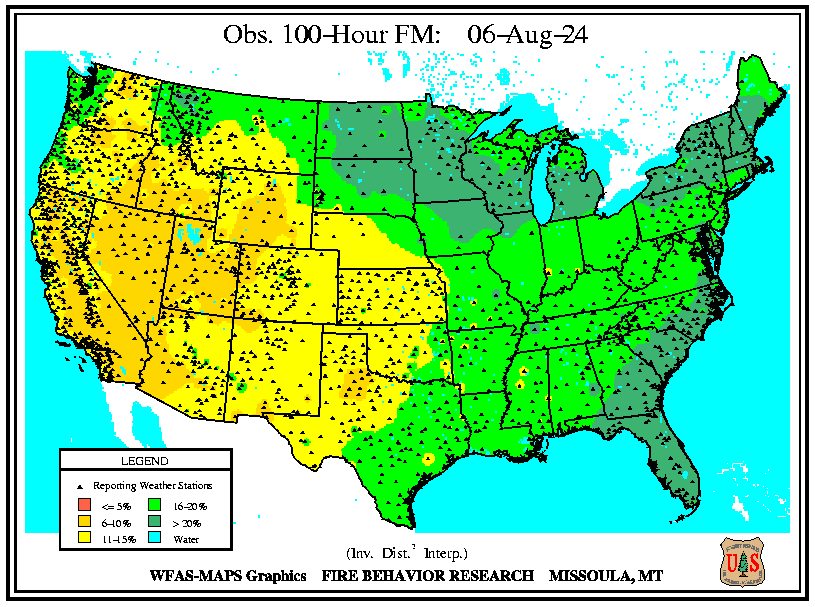 Obs. 100-Hour FM: 06-Aug-24
LEGEND
Reporting Weather Stations
<= 5%
16-20%
6-10%
> 20%
11-15%
Water
(Inv. Dist.² Interp.)
WFAS-MAPS Graphics FIRE BEHAVIOR RESEARCH MISSOULA, MT
UAS